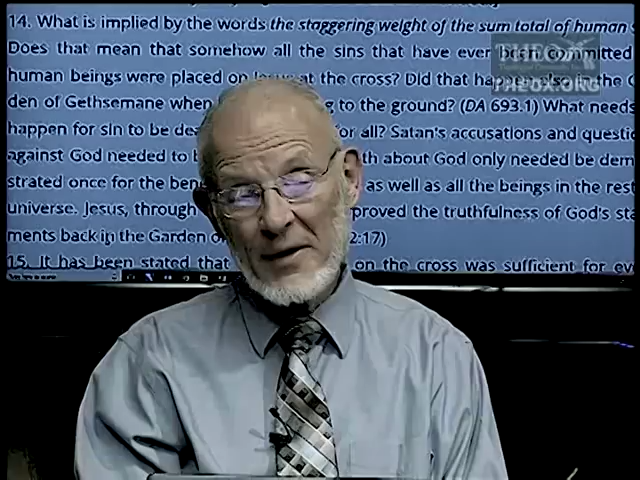 14. What is implied by the words the staggering weight of the sum total of human
Does that mean that somehow all the sins that have ever been committed
human beings were placed on Jesus at the cross? Did that happen also in the
den of Gethsemane when to the ground? (DA 693.1) What needs
happen for sin to be for all? Satan's accusations and questi
against God needed to about God only needed be dem
strated once for the as well as all the beings in the rest
universe. Jesus, through proved the truthfulness of God's sta
ments back in the Garden 2:17)
15. It has been stated that on the cross was sufficient for
THEOX
THEOX.ORG